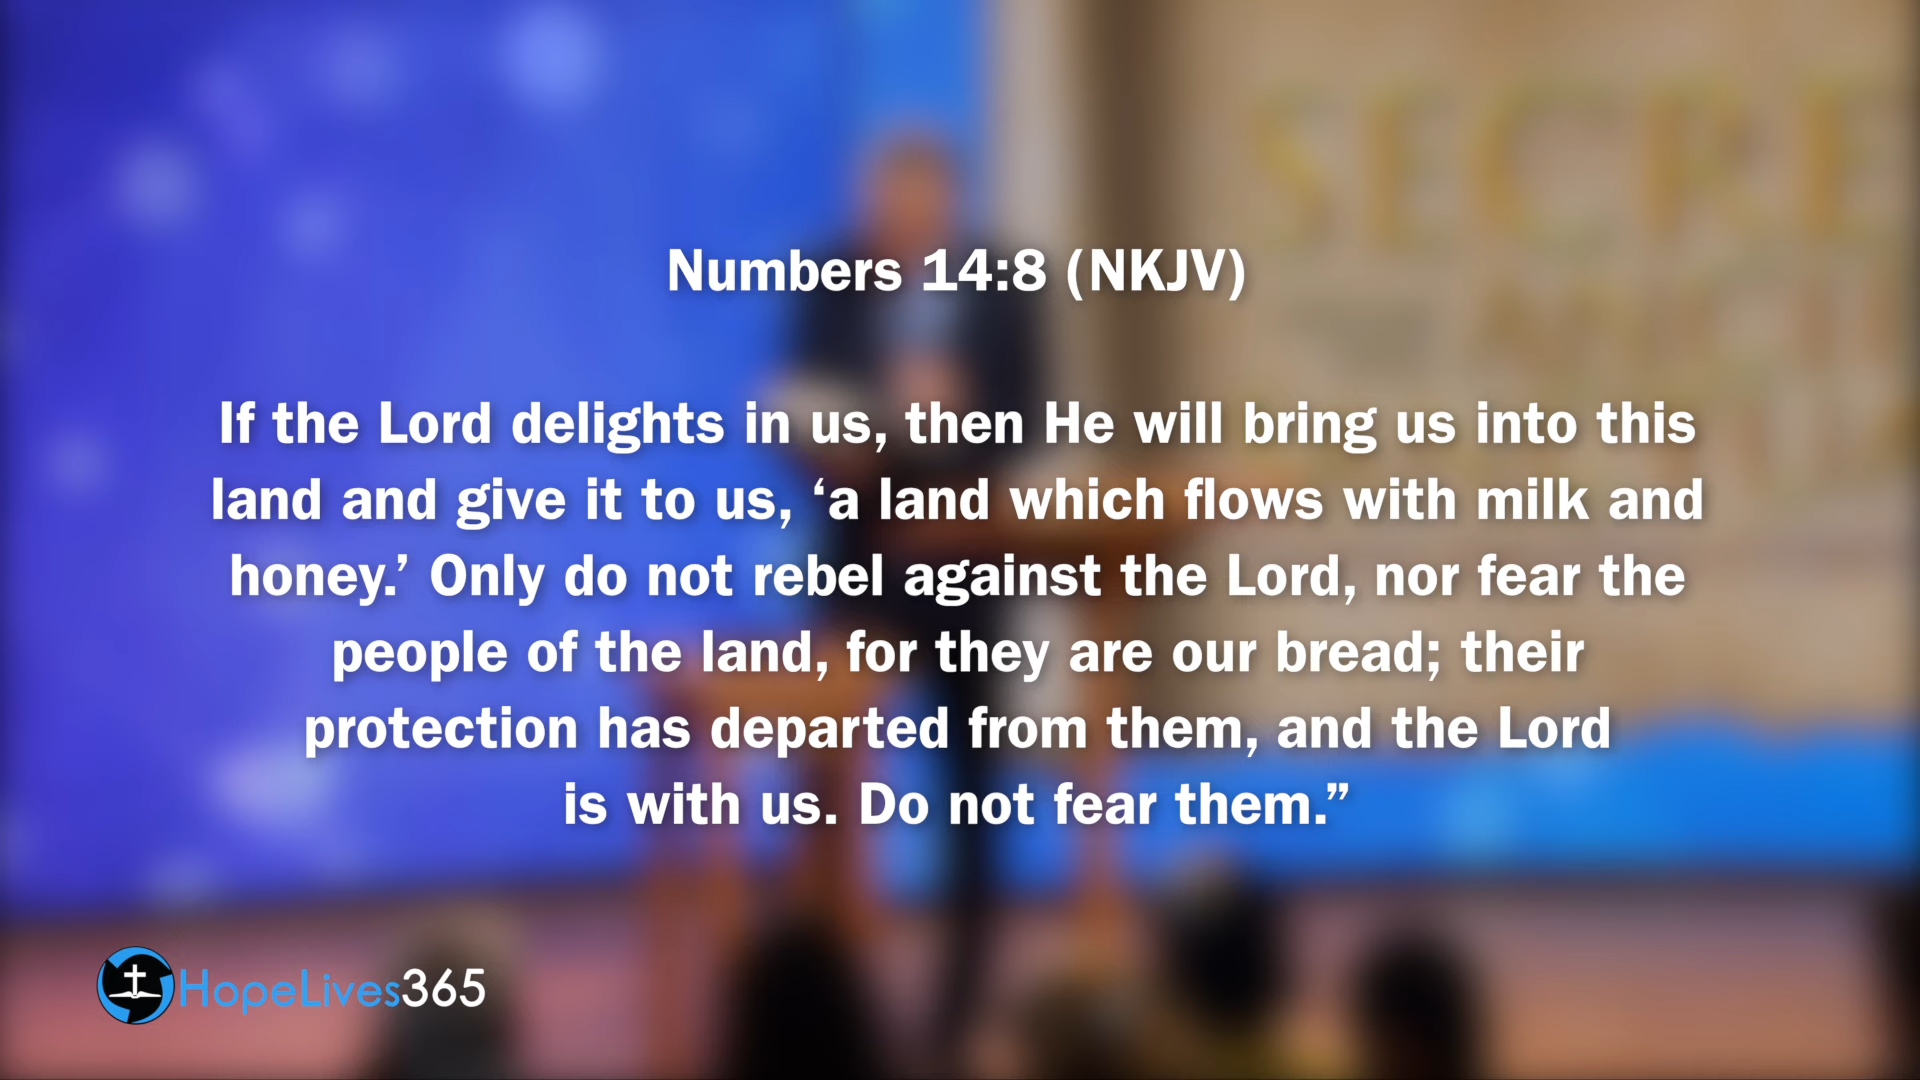 SECRE
Numbers 14:8 (NKJV)
If the Lord delights in us, then He will bring us into this
land and give it to us, ‘a land which flows with milk and
honey.’ Only do not rebel against the Lord, nor fear the
people of the land, for they are our bread; their
protection has departed from them, and the Lord
is with us. Do not fear them.”
HopeLives365